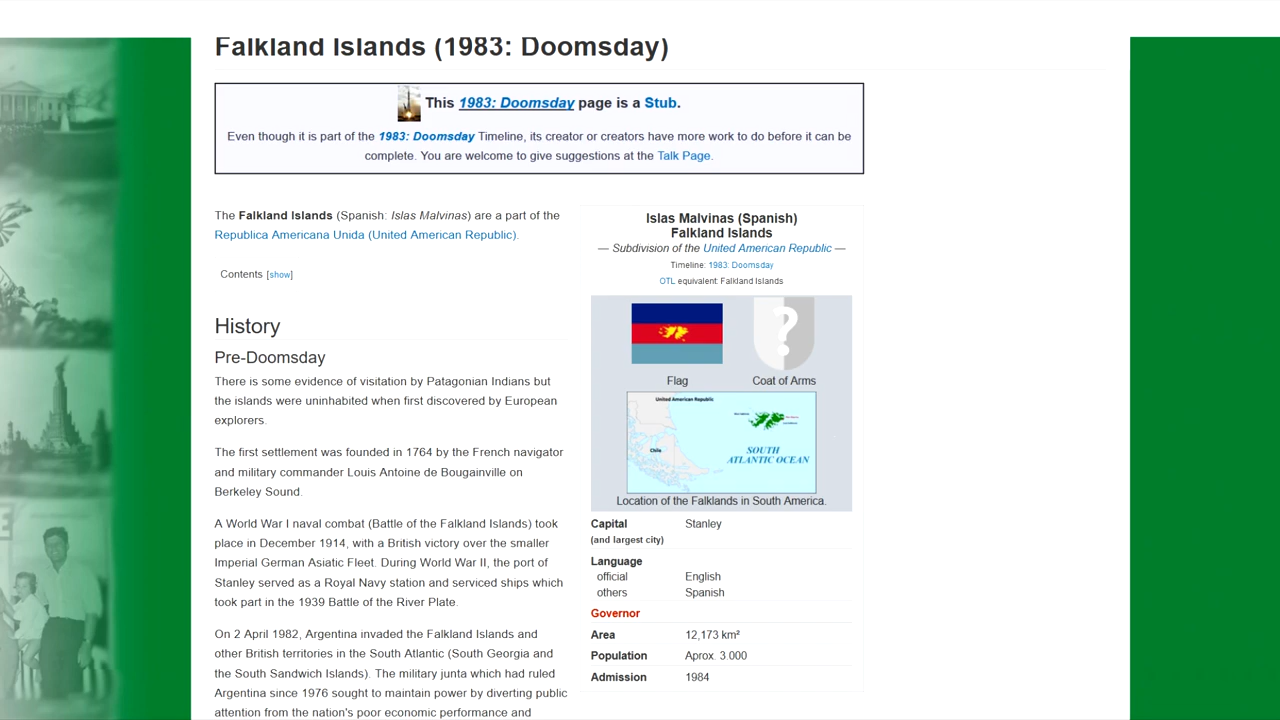 Falkland Islands (1983: Doomsday)
This 1983: Doomsday page is a Stub.
Even though it is part of the 1983: Doomsday Timeline, its creator or creators have more work to do before it can be
complete. You are welcome to give suggestions at the Talk Page.
The Falkland Islands (Spanish: Islas Malvinas) are a part of the
Republica Americana Unida (United American Republic).
Contents [show]
History
Pre-Doomsday
There is some evidence of visitation by Patagonian Indians but
the islands were uninhabited when first discovered by European
explorers.
The first settlement was founded in 1764 by the French navigator
and military commander Louis Antoine de Bougainville on
Berkeley Sound.
A World War I naval combat (Battle of the Falkland Islands) took
place in December 1914, with a British victory over the smaller
Imperial German Asiatic Fleet. During World War II, the port of
Stanley served as a Royal Navy station and serviced ships which
took part in the 1939 Battle of the River Plate.
On 2 April 1982, Argentina invaded the Falkland Islands and
other British territories in the South Atlantic (South Georgia and
the South Sandwich Islands). The military junta which had ruled
Argentina since 1976 sought to maintain power by diverting public
attention from the nation's poor economic performance and
Islas Malvinas (Spanish)
Falkland Islands
— Subdivision of the United American Republic —
Timeline: 1983: Doomsday
OTL equivalent: Falkland Islands
?
Flag Coat of Arms
United American Republic
Chile
SOUTH
ATLANTIC OCEAN
Location of the Falklands in South America.
Capital Stanley
(and largest city)
Language
official English
others Spanish
Governor
Area 12,173 km²
Population Aprox. 3.000
Admission 1984